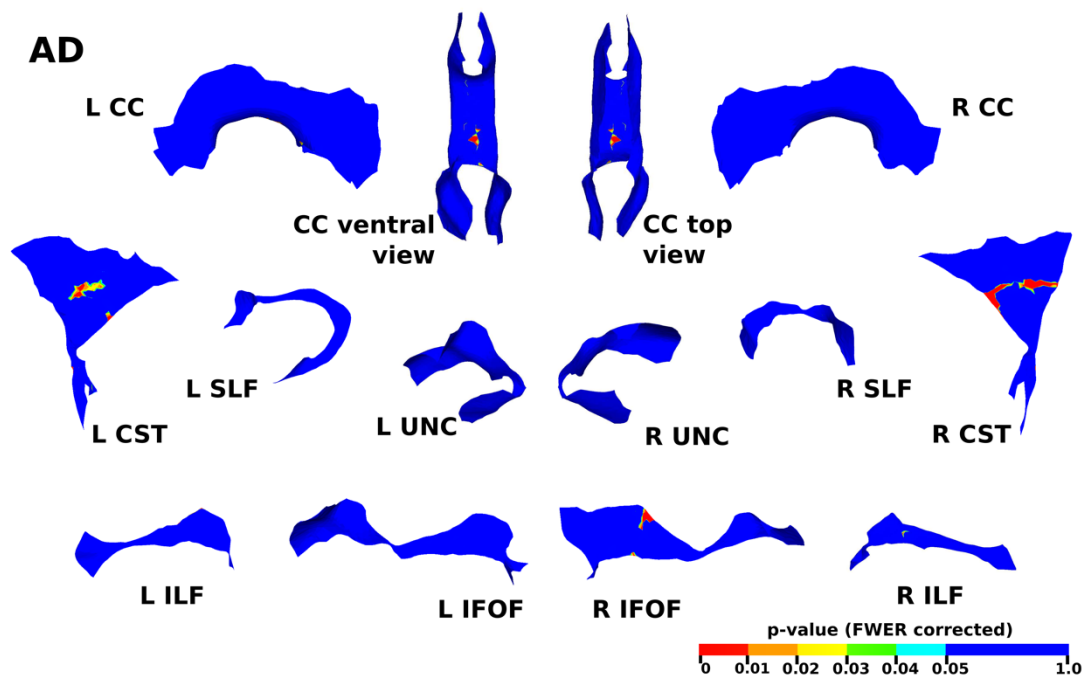 AD
L CC
R CC
CC ventral
view
CC top
view
L SLF
R SLF
L CST
L UNC
R UNC
R CST
L ILF
L IFOF
R IFOF
R ILF
p-value (FWER corrected)
0 0.01 0.02 0.03 0.04 0.05 1.0